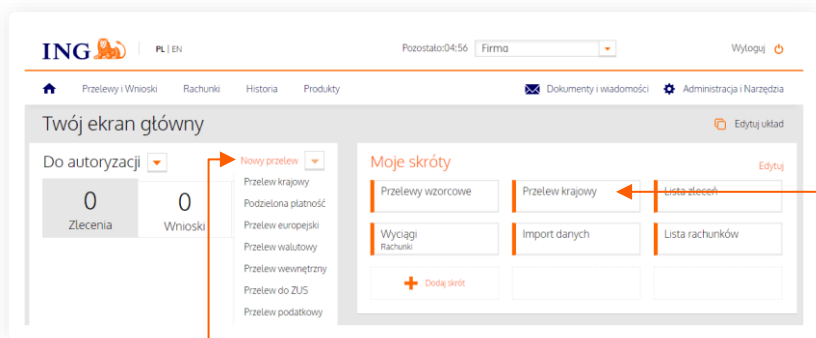 ING
PL | EN
Pozostało:04:56
Firma
Wyloguj
Przelewy i Wnioski
Rachunki
Historia
Produkty
Dokumenty i wiadomości
Administracja i Narzędzia
Twój ekran główny
Edytuj układ
Do autoryzacji
0
Zlecenia
0
Wnioski
Nowy przelew
Przelew krajowy
Podzielona płatność
Przelew europejski
Przelew walutowy
Przelew wewnętrzny
Przelew do ZUS
Przelew podatkowy
Moje skróty
Edytuj
Przelewy wzorcowe
Przelew krajowy
Lista zleceń
Wyciągi
Rachunki
Import danych
Lista rachunków
Dodaj skrót